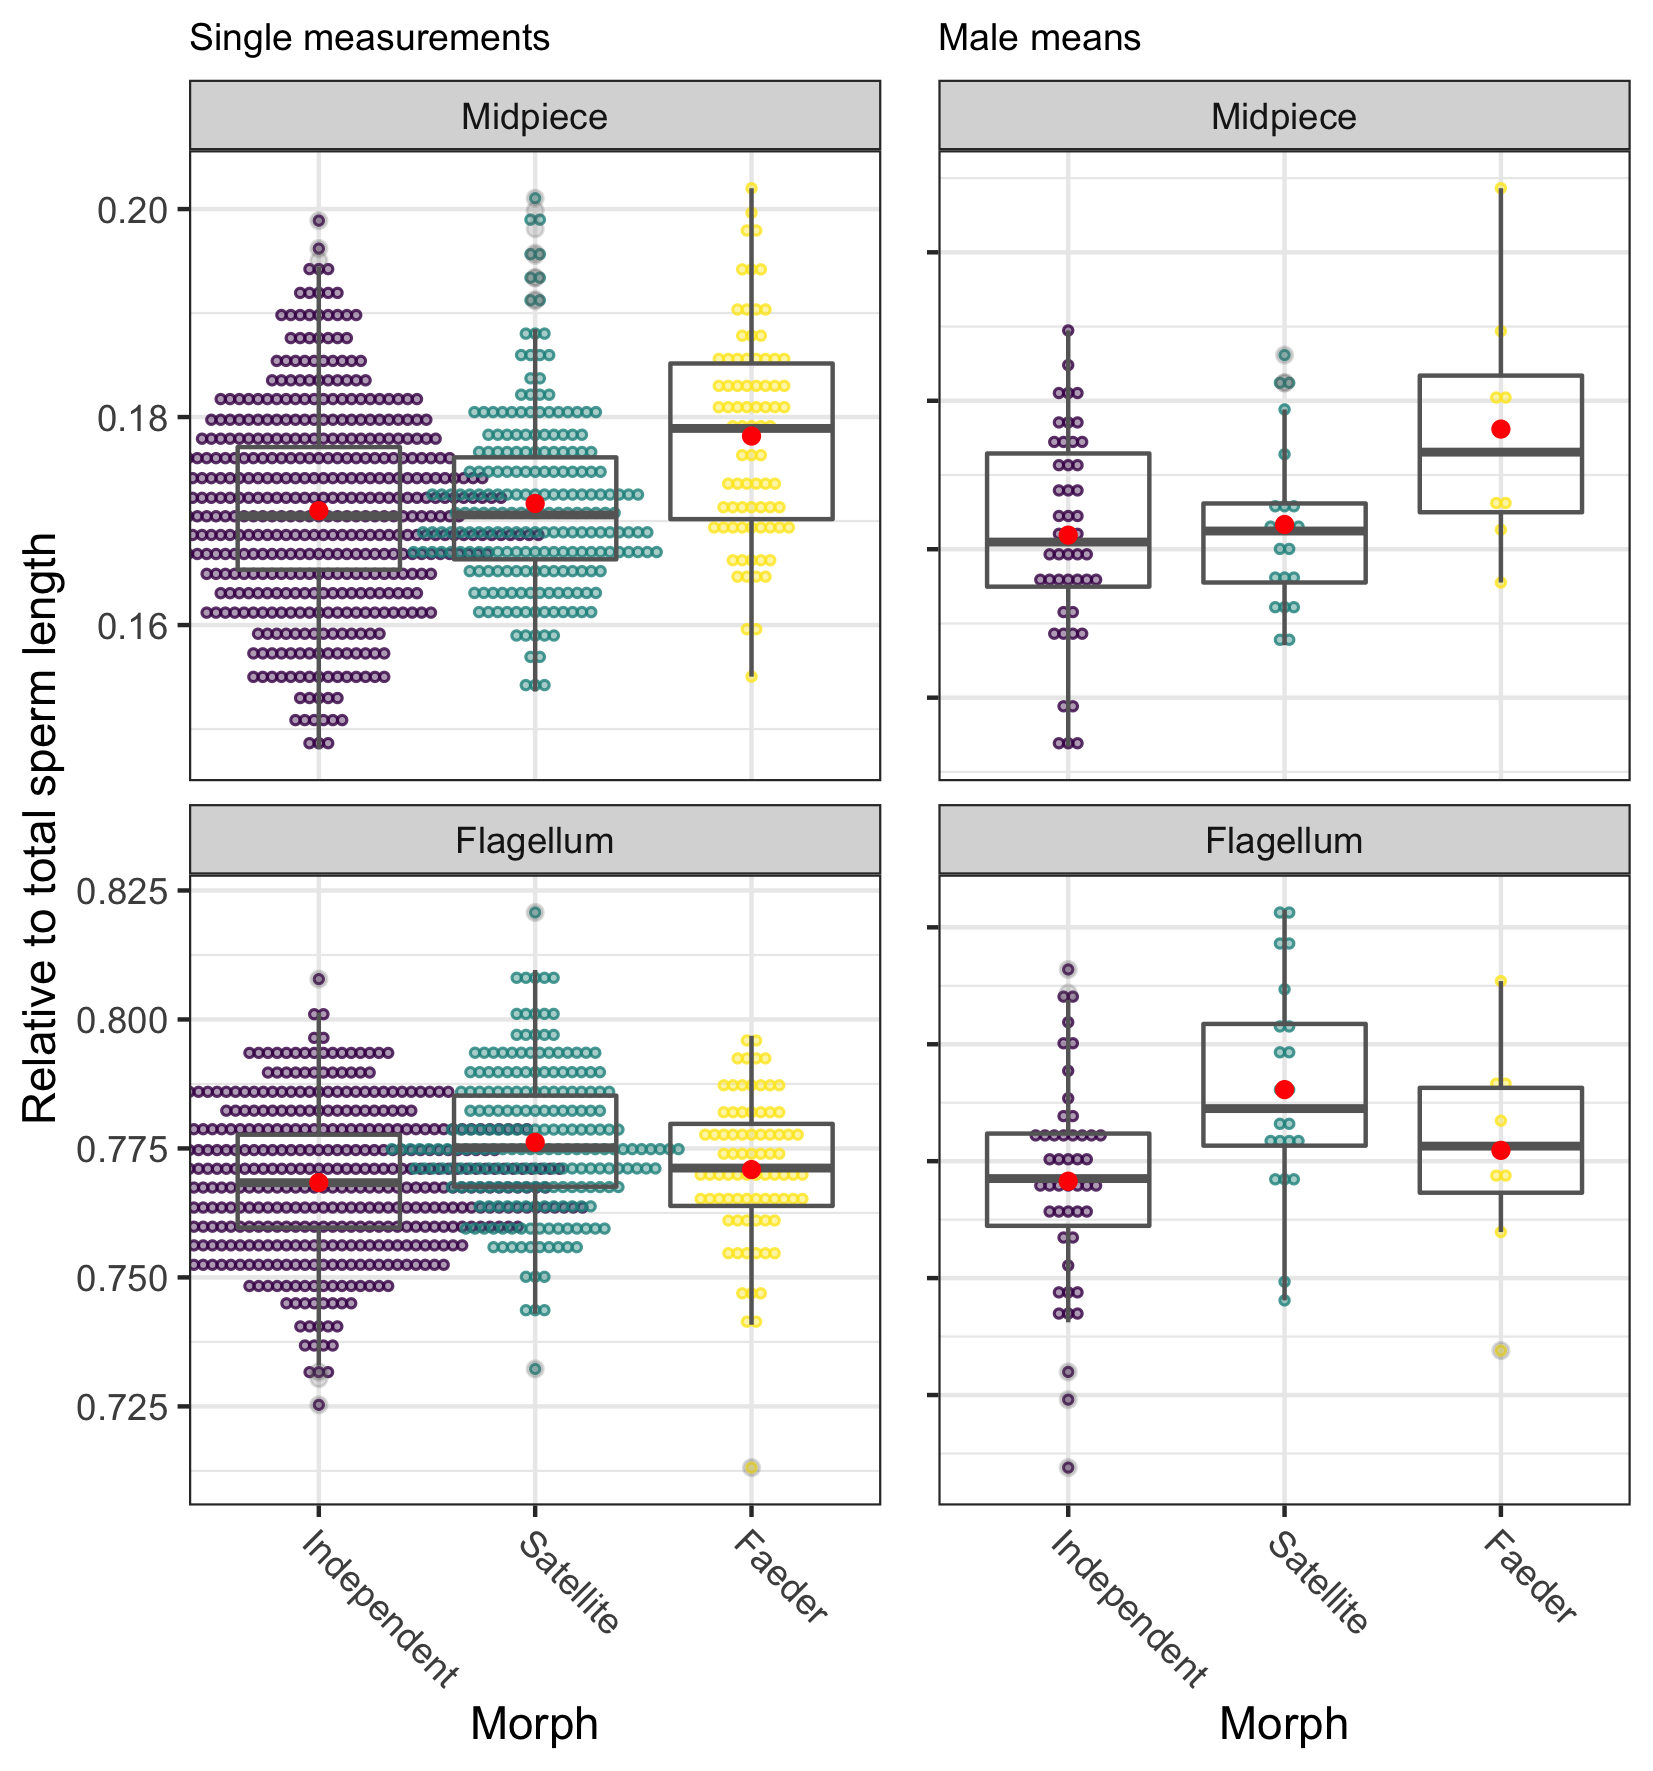 Single measurements
Male means
Midpiece
Midpiece
0.20
0.18
0.16
Relative to total sperm length
Flagellum
Flagellum
0.825
0.800
0.775
0.750
0.725
Independent
Satellite
Faeder
Independent
Satellite
Faeder
Morph
Morph